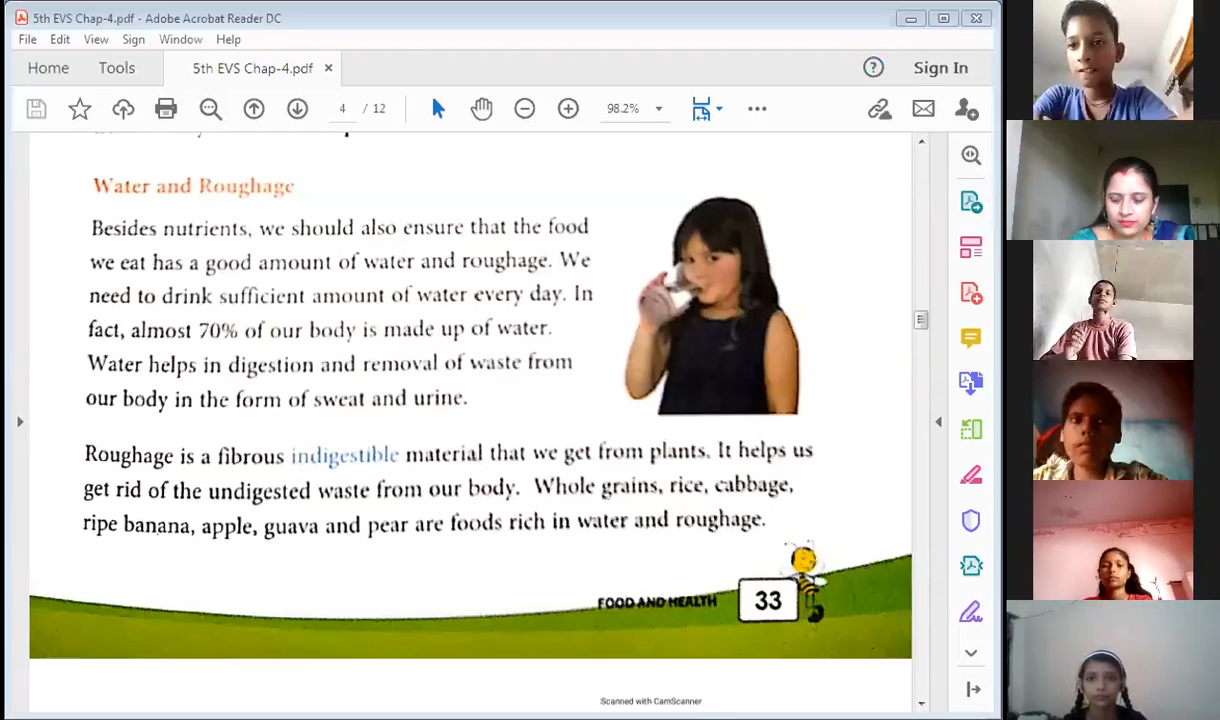 5th EVS Chap-4.pdf - Adobe Acrobat Reader DC
File Edit View Sign Window Help
Home Tools 5th EVS Chap-4.pdf × Sign In
4 / 12 98.2%
Water and Roughage
Besides nutrients, we should also ensure that the food
we eat has a good amount of water and roughage. We
need to drink sufficient amount of water every day. In
fact, almost 70% of our body is made up of water.
Water helps in digestion and removal of waste from
our body in the form of sweat and urine.
Roughage is a fibrous indigestible material that we get from plants. It helps us
get rid of the undigested waste from our body. Whole grains, rice, cabbage,
ripe banana, apple, guava and pear are foods rich in water and roughage.
FOOD AND HEALTH 33
Scanned with CamScanner